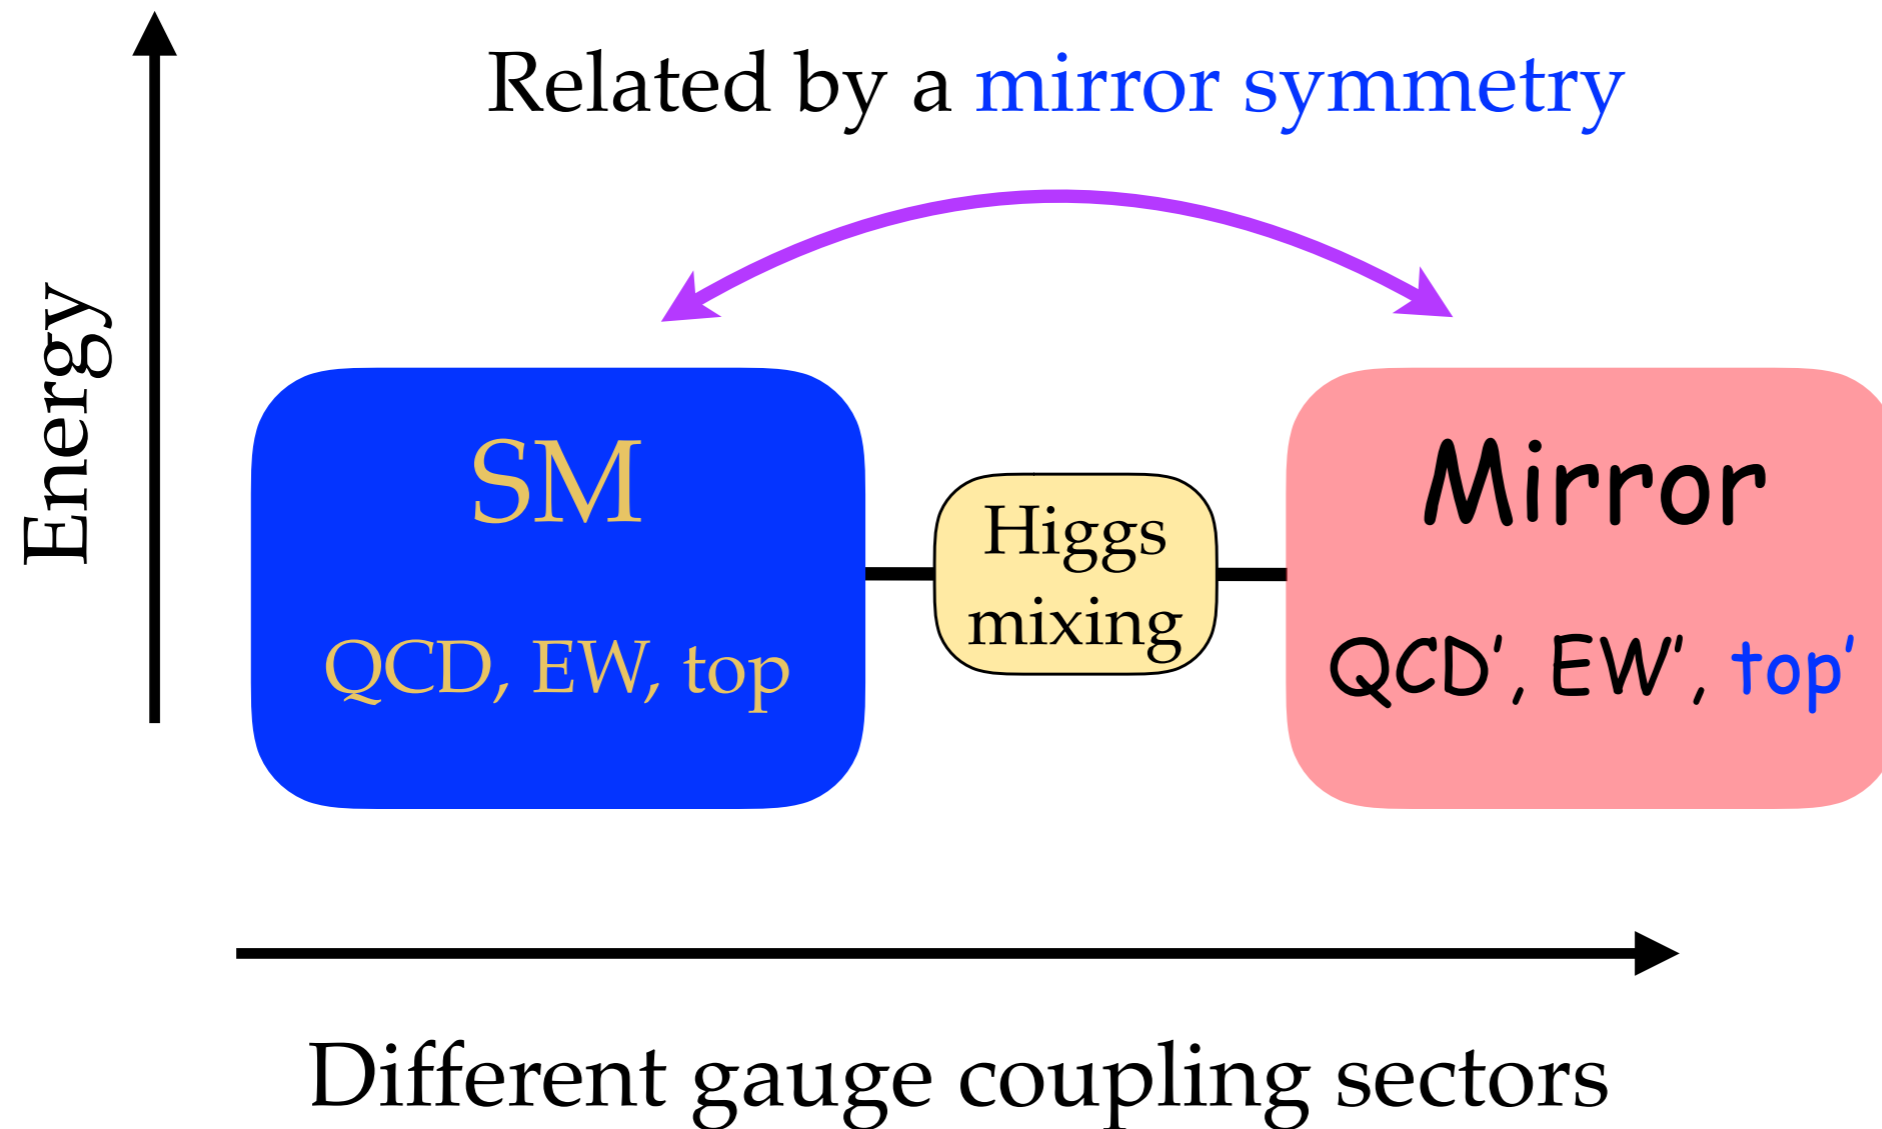 Related by a mirror symmetry
Energy
SM
QCD, EW, top
Higgs
mixing
Mirror
QCD′, EW′, top′
Different gauge coupling sectors